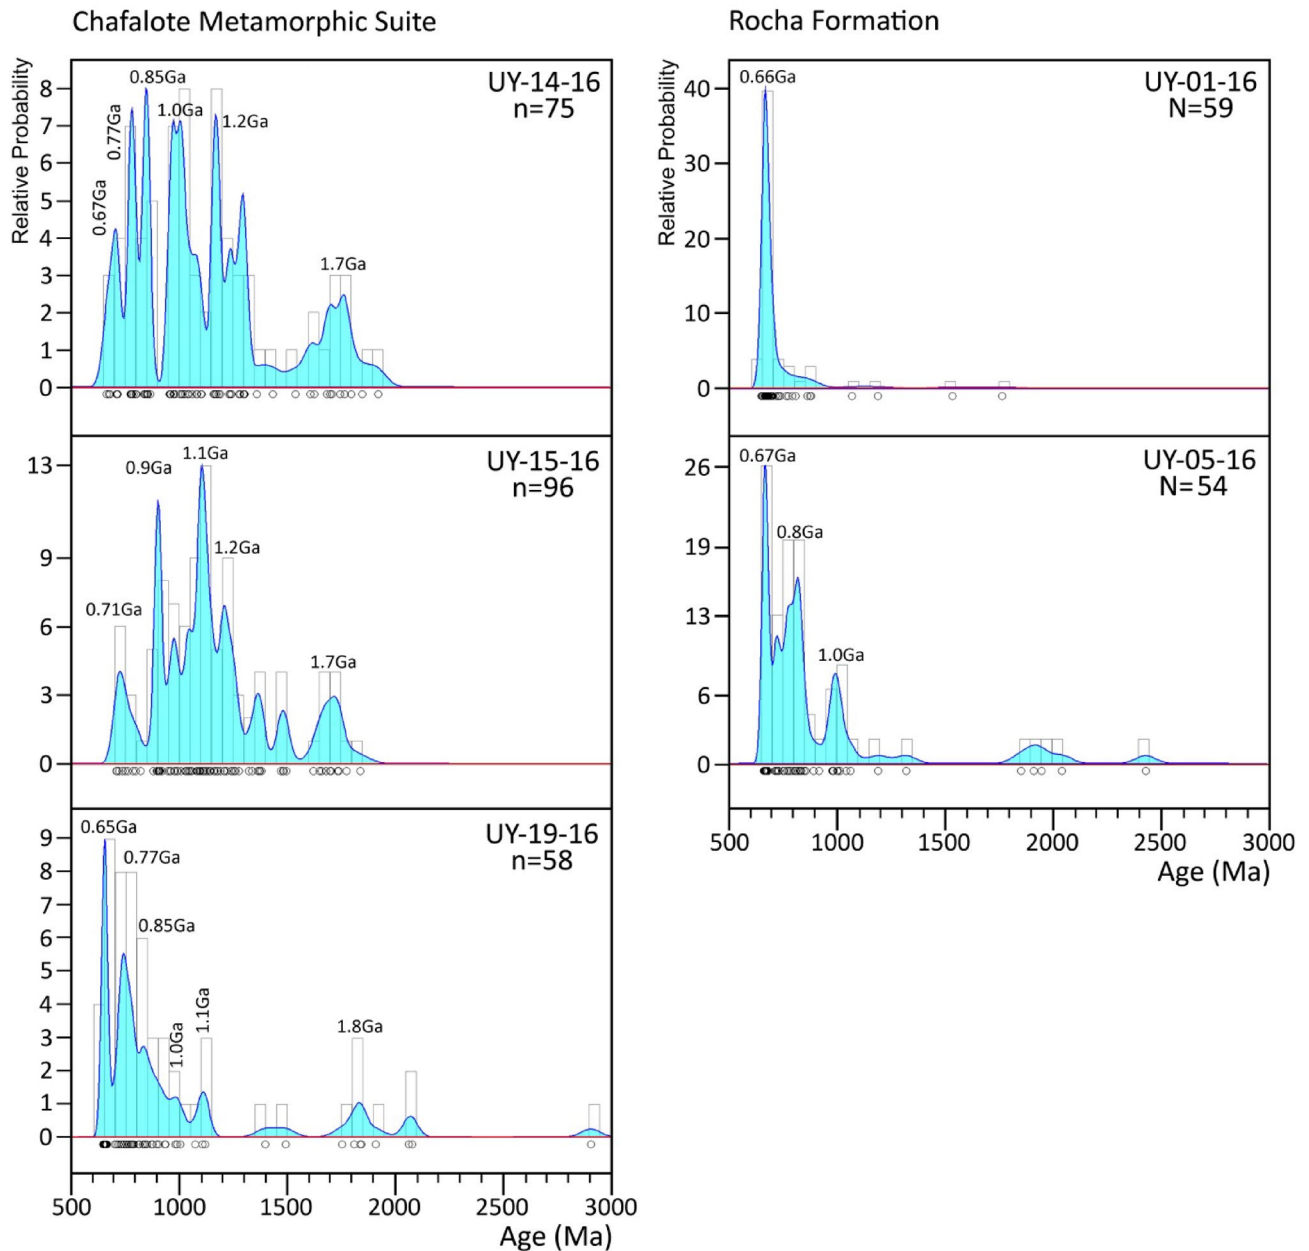 Chafalote Metamorphic Suite
Relative Probability
8
7
6
5
4
3
2
1
0
0.67Ga
0.77Ga
0.85Ga
1.0Ga
1.2Ga
1.7Ga
UY-14-16
n=75
13
9
6
3
0
0.71Ga
0.9Ga
1.1Ga
1.2Ga
1.7Ga
UY-15-16
n=96
9
8
7
6
5
4
3
2
1
0
0.65Ga
0.77Ga
0.85Ga
1.0Ga
1.1Ga
1.8Ga
UY-19-16
n=58
500 1000 1500 2000 2500 3000
Age (Ma)
Rocha Formation
Relative Probability
40
30
20
10
0
0.66Ga
UY-01-16
N=59
26
19
13
6
0
0.67Ga
0.8Ga
1.0Ga
UY-05-16
N=54
500 1000 1500 2000 2500 3000
Age (Ma)